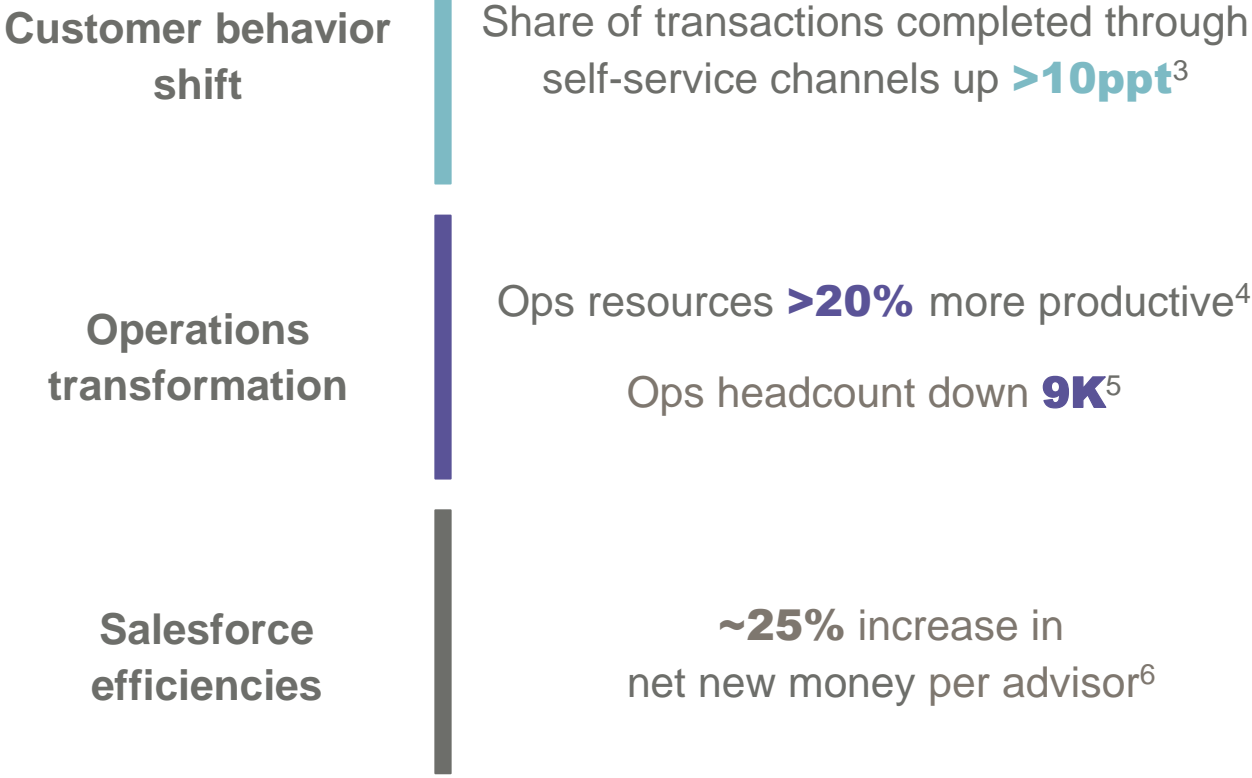 Customer behavior
shift
Share of transactions completed through
self-service channels up >10ppt³
Operations
transformation
Ops resources >20% more productive⁴
Ops headcount down 9K⁵
Salesforce
efficiencies
~25% increase in
net new money per advisor⁶